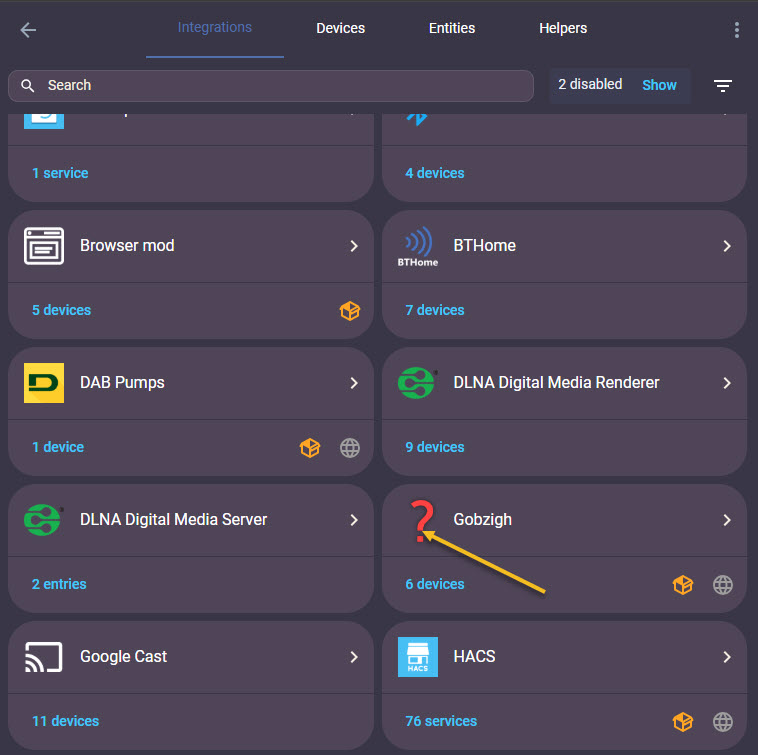 Integrations
Devices
Entities
Helpers
Search
2 disabled
Show
1 service
4 devices
Browser mod
BTHome
BTHome
5 devices
7 devices
DAB Pumps
DLNA Digital Media Renderer
1 device
9 devices
DLNA Digital Media Server
?
Gobzigh
2 entries
6 devices
Google Cast
HACS
HACS
11 devices
76 services